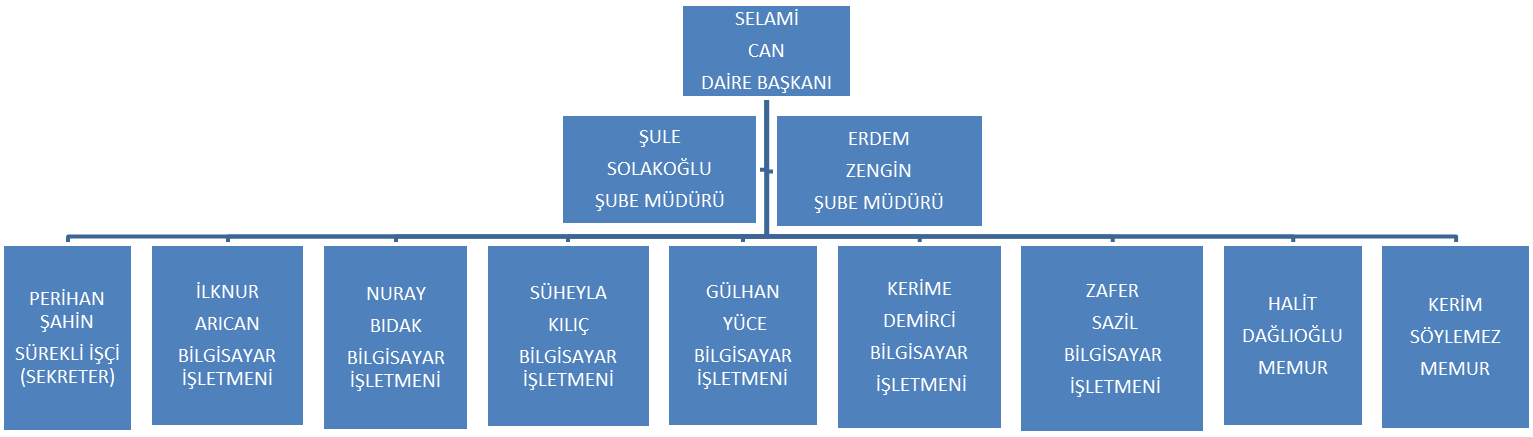 SELAMİ
CAN
DAİRE BAŞKANI
ŞULE
SOLAKOĞLU
ŞUBE MÜDÜRÜ
ERDEM
ZENGİN
ŞUBE MÜDÜRÜ
PERİHAN
ŞAHİN
SÜREKLİ İŞÇİ
(SEKRETER)
İLKNUR
ARICAN
BİLGİSAYAR
İŞLETMENİ
NURAY
BIDAK
BİLGİSAYAR
İŞLETMENİ
SÜHEYLA
KILIÇ
BİLGİSAYAR
İŞLETMENİ
GÜLHAN
YÜCE
BİLGİSAYAR
İŞLETMENİ
KERİME
DEMİRCİ
BİLGİSAYAR
İŞLETMENİ
ZAFER
SAZİL
BİLGİSAYAR
İŞLETMENİ
HALİT
DAĞLIOĞLU
MEMUR
KERİM
SÖYLEMEZ
MEMUR